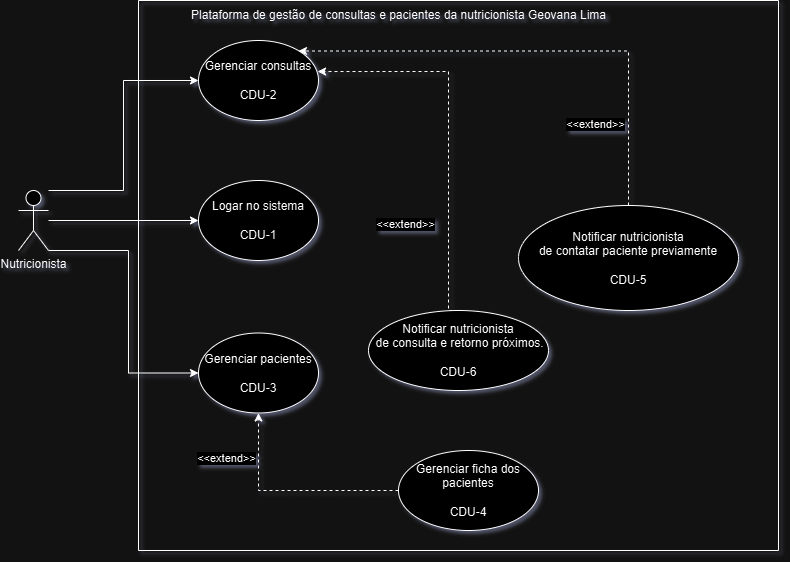 Plataforma de gestão de consultas e pacientes da nutricionista Geovana Lima
Gerenciar consultas
CDU-2
<<extend>>
Logar no sistema
CDU-1
<<extend>>
Notificar nutricionista
de contatar paciente previamente
CDU-5
Nutricionista
Notificar nutricionista
de consulta e retorno próximos.
CDU-6
Gerenciar pacientes
CDU-3
<<extend>>
Gerenciar ficha dos
pacientes
CDU-4